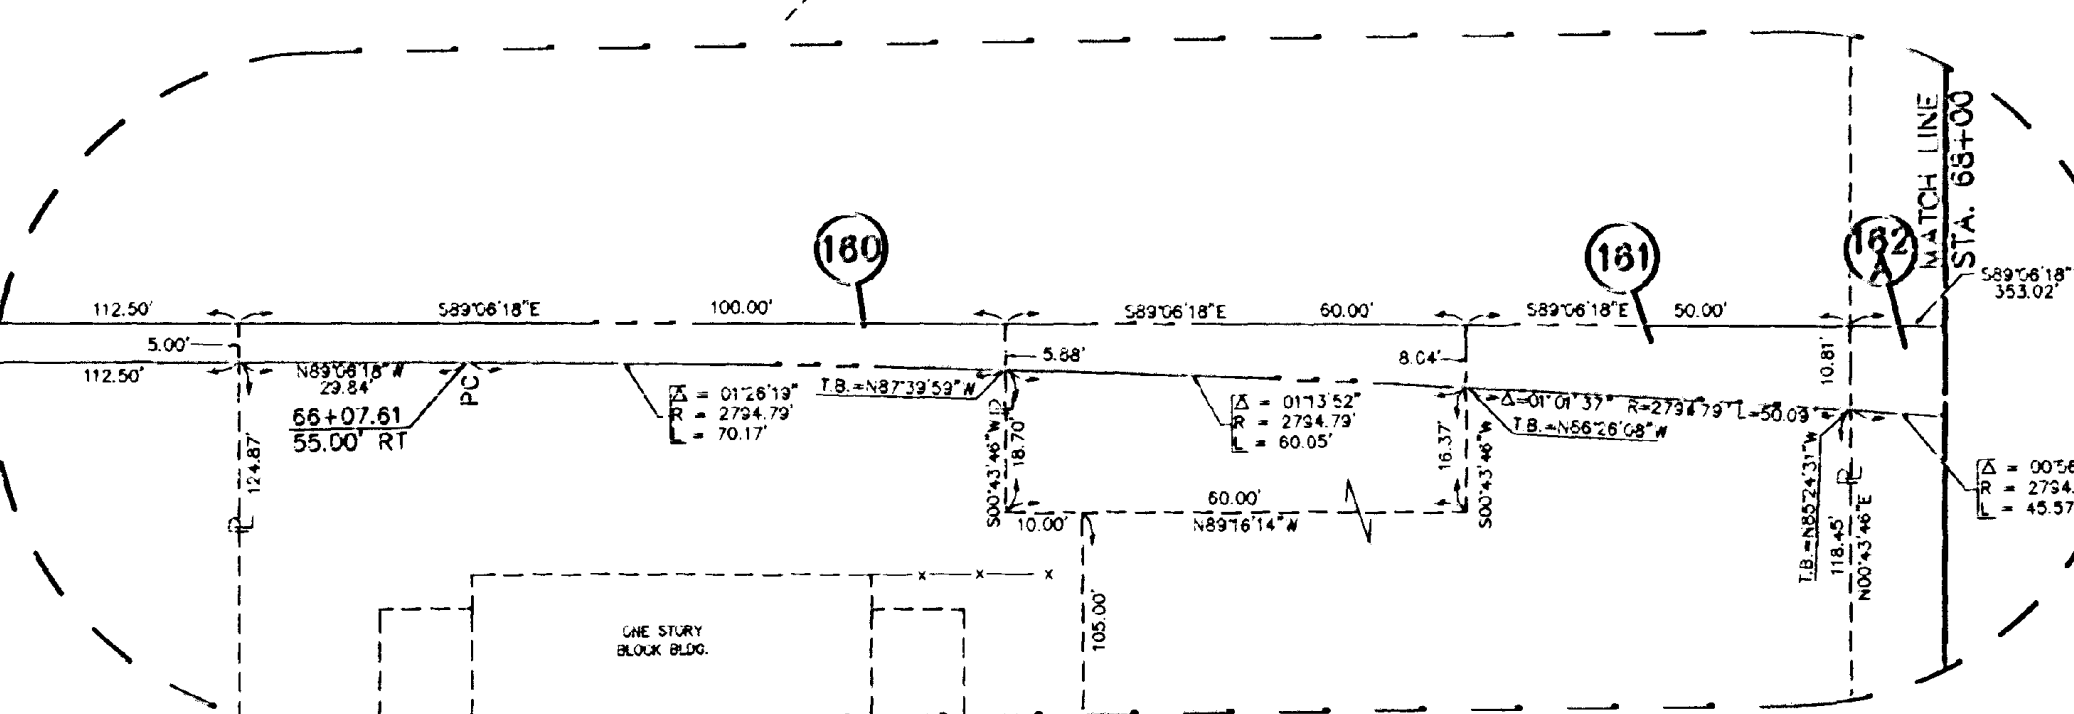 MATCH LINE
STA. 68+00
160
161
162
A
S89°06'18"
353.02'
112.50'
S89°06'18"E
100.00'
S89°06'18"E
60.00'
S89°06'18"E
50.00'
5.00'
5.88'
8.04'
10.81'
112.50'
N89°06'18"W
29.84'
PC
66+07.61
55.00' RT
Δ = 01°26'19"
R = 2794.79'
L = 70.17'
T.B.=N87°39'59"W
Δ = 01°13'52"
R = 2794.79'
L = 60.05'
Δ=01°01'37" R=2794.79' L=50.09'
T.B.=N86°26'08"W
T.B.=N85°24'31"W
Δ = 00°56
R = 2794.
L = 45.57
124.87'
PL
S00°43'46"W
18.70'
16.37'
S00°43'46"W
PL
118.45'
N00°43'46"E
10.00'
60.00'
N89°16'14"W
105.00'
ONE STORY
BLOCK BLDG.